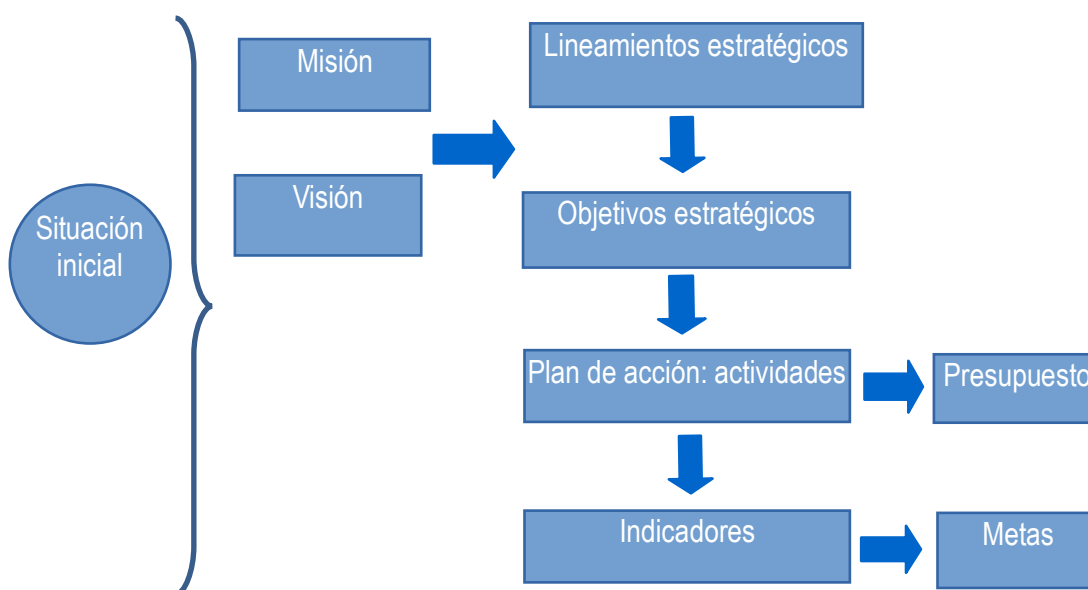 Situación
inicial
Misión
Visión
Lineamientos estratégicos
Objetivos estratégicos
Plan de acción: actividades
Presupuesto
Indicadores
Metas